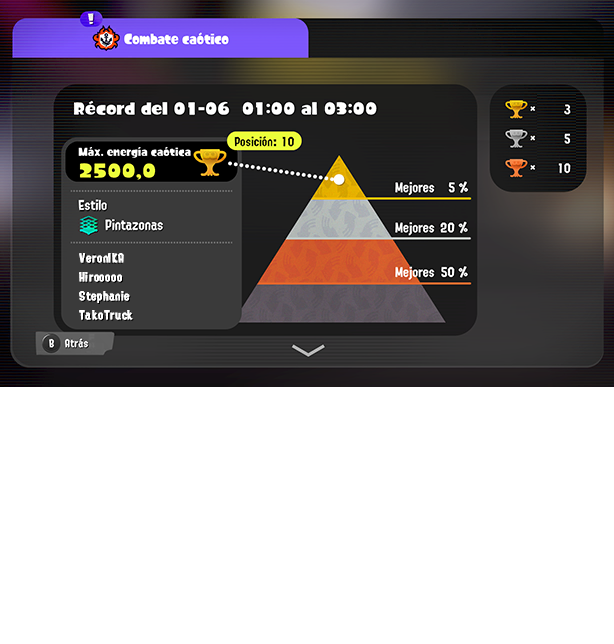 !
Combate caótico
Récord del 01-06 01:00 al 03:00
× 3
× 5
× 10
Máx. energía caótica
2500,0
Posición: 10
Estilo
Pintazonas
VeronIKA
Hirooooo
Stephanie
TakoTruck
Mejores 5 %
Mejores 20 %
Mejores 50 %
B Atrás